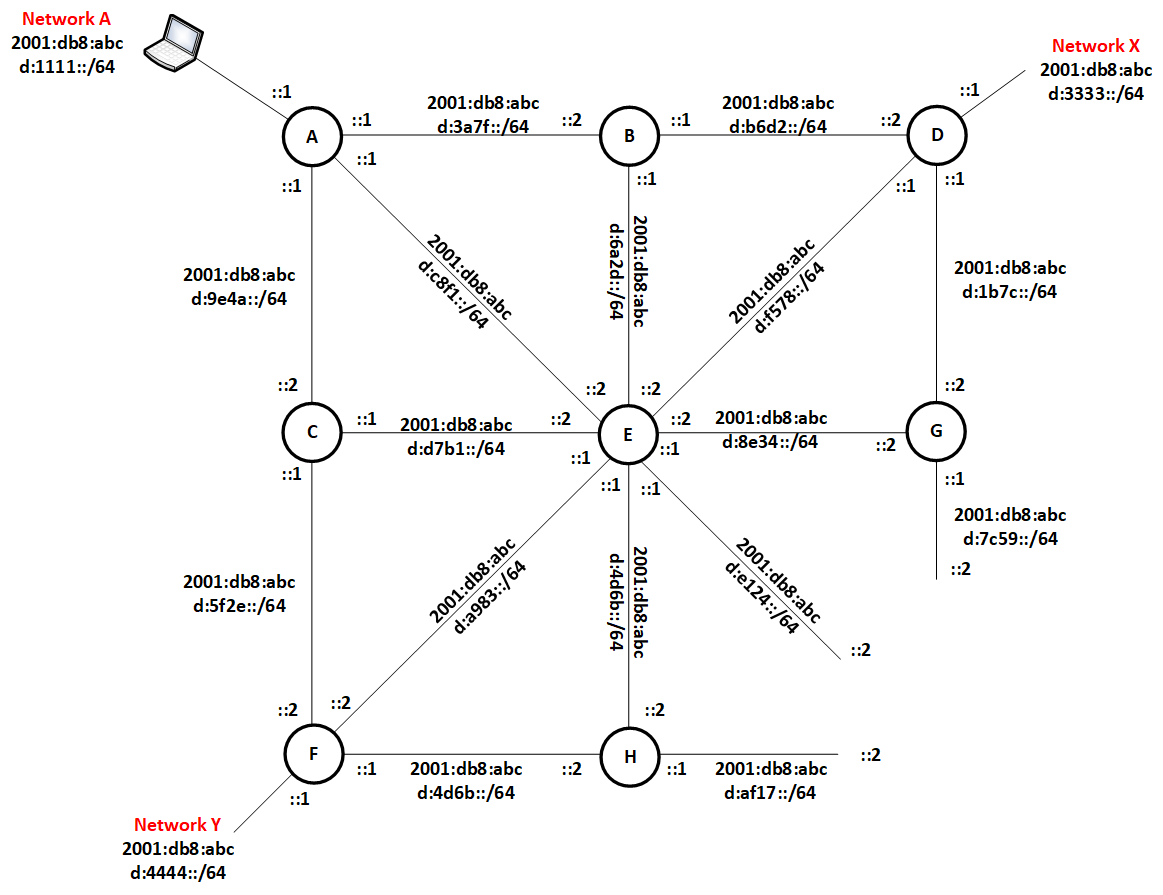 Network A
2001:db8:abc
d:1111::/64
::1
Network X
2001:db8:abc
d:3333::/64
::1
A
::1
2001:db8:abc
d:3a7f::/64
::2
B
::1
2001:db8:abc
d:b6d2::/64
::2
D
::1
::1
::1
::1
::1
2001:db8:abc
d:9e4a::/64
2001:db8:abc
d:c8f1::/64
2001:db8:abc
d:6a2d::/64
2001:db8:abc
d:f578::/64
2001:db8:abc
d:1b7c::/64
::2
::2
::2
::2
C
::1
2001:db8:abc
d:d7b1::/64
::2
E
::2
2001:db8:abc
d:8e34::/64
::2
G
::1
::1
::1
::1
::1
::1
2001:db8:abc
d:7c59::/64
::2
2001:db8:abc
d:5f2e::/64
2001:db8:abc
d:a983::/64
2001:db8:abc
d:4d6b::/64
2001:db8:abc
d:e124::/64
::2
::2
::2
::2
F
::1
2001:db8:abc
d:4d6b::/64
::2
H
::1
2001:db8:abc
d:af17::/64
::2
::1
Network Y
2001:db8:abc
d:4444::/64